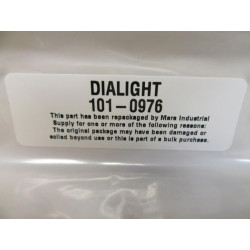 DIALIGHT
101-0976
This part has been repackaged by Mara Industrial
Supply for one or more of the following reasons:
The original package may have been damaged or
soiled beyond use or this is part of a bulk purchase.